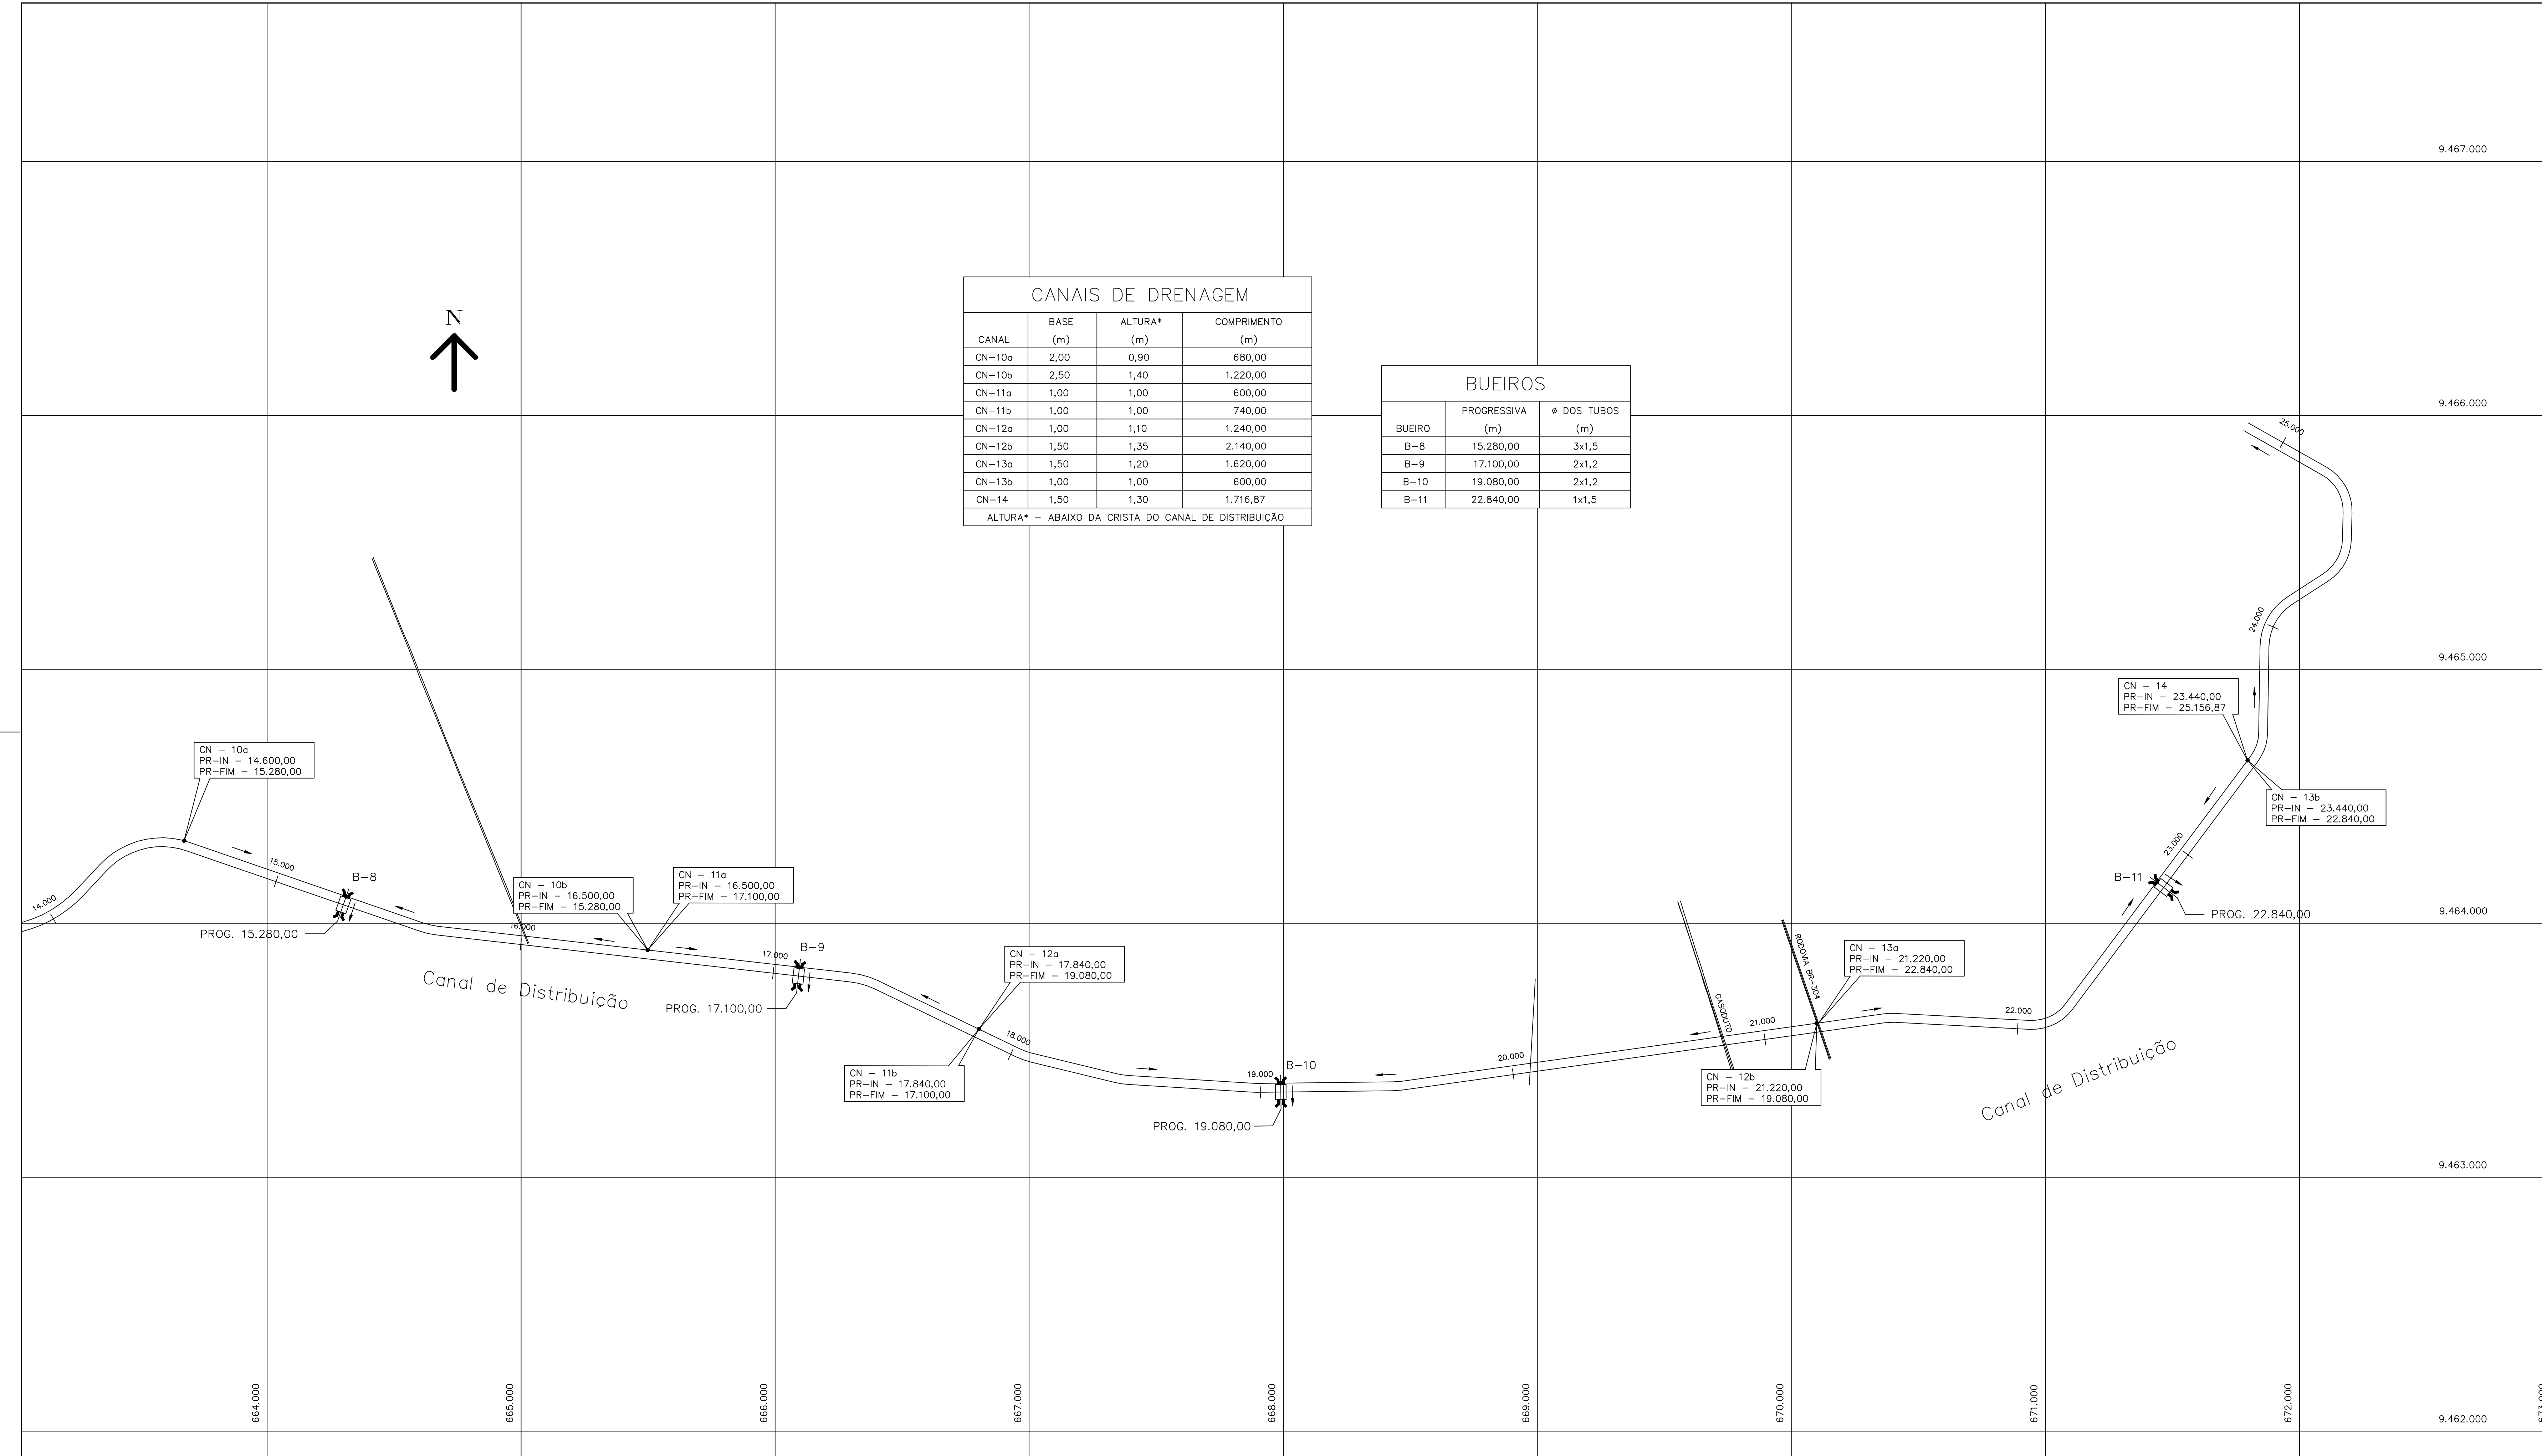 9.467.000
N
CANAIS DE DRENAGEM
CANAL BASE (m) ALTURA* (m) COMPRIMENTO (m)
CN-10a 2,00 0,90 680,00
CN-10b 2,50 1,40 1.220,00
CN-11a 1,00 1,00 600,00
CN-11b 1,00 1,00 740,00
CN-12a 1,00 1,10 1.240,00
CN-12b 1,50 1,35 2.140,00
CN-13a 1,50 1,20 1.620,00
CN-13b 1,00 1,00 600,00
CN-14 1,50 1,30 1.716,87
ALTURA* - ABAIXO DA CRISTA DO CANAL DE DISTRIBUIÇÃO
BUEIROS
BUEIRO PROGRESSIVA (m) ø DOS TUBOS (m)
B-8 15.280,00 3x1,5
B-9 17.100,00 2x1,2
B-10 19.080,00 2x1,2
B-11 22.840,00 1x1,5
9.466.000
25.000
24.000
9.465.000
CN - 14
PR-IN - 23.440,00
PR-FIM - 25.156,87
CN - 10a
PR-IN - 14.600,00
PR-FIM - 15.280,00
CN - 13b
PR-IN - 23.440,00
PR-FIM - 22.840,00
14.000
15.000
B-8
PROG. 15.280,00
CN - 10b
PR-IN - 16.500,00
PR-FIM - 15.280,00
16.000
CN - 11a
PR-IN - 16.500,00
PR-FIM - 17.100,00
23.000
B-11
PROG. 22.840,00
9.464.000
Canal de Distribuição
17.000
B-9
PROG. 17.100,00
CN - 12a
PR-IN - 17.840,00
PR-FIM - 19.080,00
18.000
CN - 11b
PR-IN - 17.840,00
PR-FIM - 17.100,00
19.000
B-10
PROG. 19.080,00
20.000
GASODUTO
21.000
RODOVIA BR-304
CN - 13a
PR-IN - 21.220,00
PR-FIM - 22.840,00
22.000
CN - 12b
PR-IN - 21.220,00
PR-FIM - 19.080,00
Canal de Distribuição
9.463.000
664.000
665.000
666.000
667.000
668.000
669.000
670.000
671.000
672.000
673.000
9.462.000